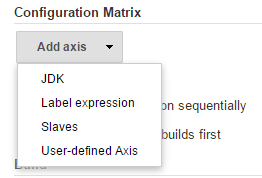 Configuration Matrix
Add axis
JDK
Label expression
on sequentially
Slaves
builds first
User-defined Axis